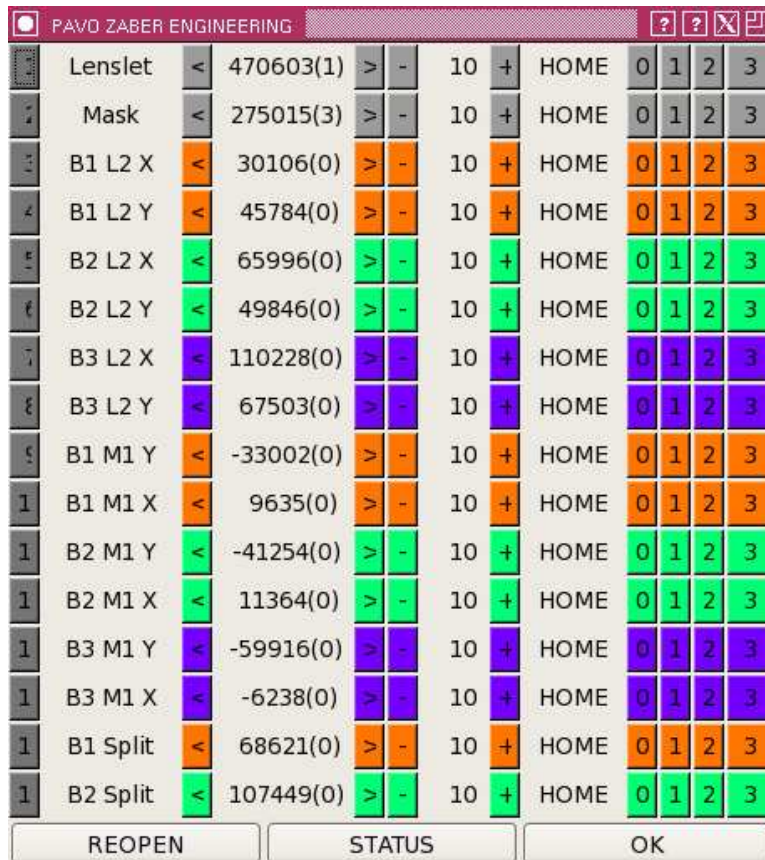 PAVO ZABER ENGINEERING ? ? X
1 Lenslet < 470603(1) > - 10 + HOME 0 1 2 3
2 Mask < 275015(3) > - 10 + HOME 0 1 2 3
3 B1 L2 X < 30106(0) > - 10 + HOME 0 1 2 3
4 B1 L2 Y < 45784(0) > - 10 + HOME 0 1 2 3
5 B2 L2 X < 65996(0) > - 10 + HOME 0 1 2 3
6 B2 L2 Y < 49846(0) > - 10 + HOME 0 1 2 3
7 B3 L2 X < 110228(0) > - 10 + HOME 0 1 2 3
8 B3 L2 Y < 67503(0) > - 10 + HOME 0 1 2 3
9 B1 M1 Y < -33002(0) > - 10 + HOME 0 1 2 3
1 B1 M1 X < 9635(0) > - 10 + HOME 0 1 2 3
1 B2 M1 Y < -41254(0) > - 10 + HOME 0 1 2 3
1 B2 M1 X < 11364(0) > - 10 + HOME 0 1 2 3
1 B3 M1 Y < -59916(0) > - 10 + HOME 0 1 2 3
1 B3 M1 X < -6238(0) > - 10 + HOME 0 1 2 3
1 B1 Split < 68621(0) > - 10 + HOME 0 1 2 3
1 B2 Split < 107449(0) > - 10 + HOME 0 1 2 3
REOPEN STATUS OK